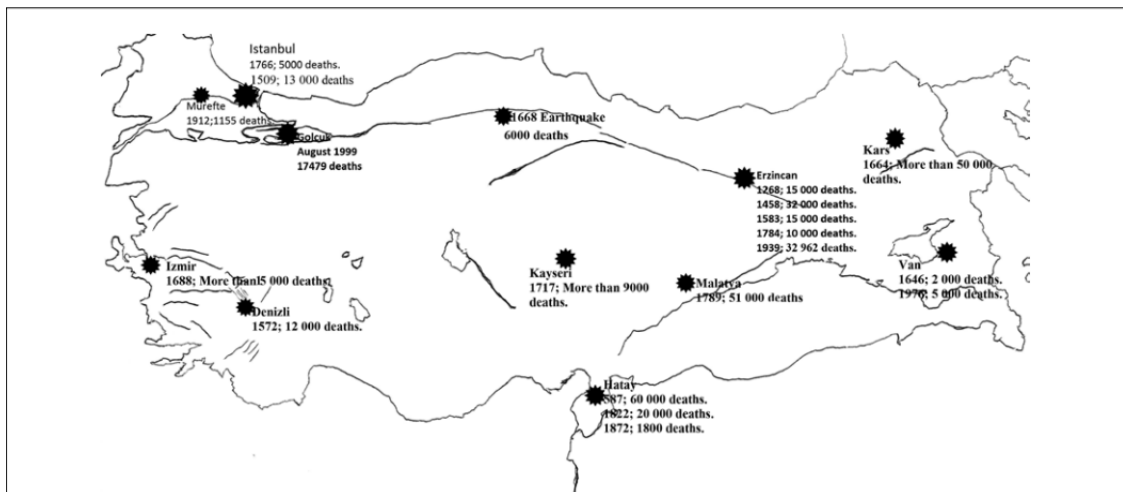 Istanbul
1766; 5000 deaths.
1509; 13 000 deaths
Murefte
1912;1155 deaths
Golcuk
August 1999
17479 deaths
1668 Earthquake
6000 deaths
Kars
1664; More than 50 000
deaths.
Erzincan
1268; 15 000 deaths.
1458; 32 000 deaths.
1583; 15 000 deaths.
1784; 10 000 deaths.
1939; 32 962 deaths.
Izmir
1688; More than 5 000 deaths
Denizli
1572; 12 000 deaths.
Kayseri
1717; More than 9000
deaths.
Malatya
1789; 51 000 deaths
Van
1646; 2 000 deaths.
1976; 5 000 deaths.
Hatay
587; 60 000 deaths.
1822; 20 000 deaths.
1872; 1800 deaths.